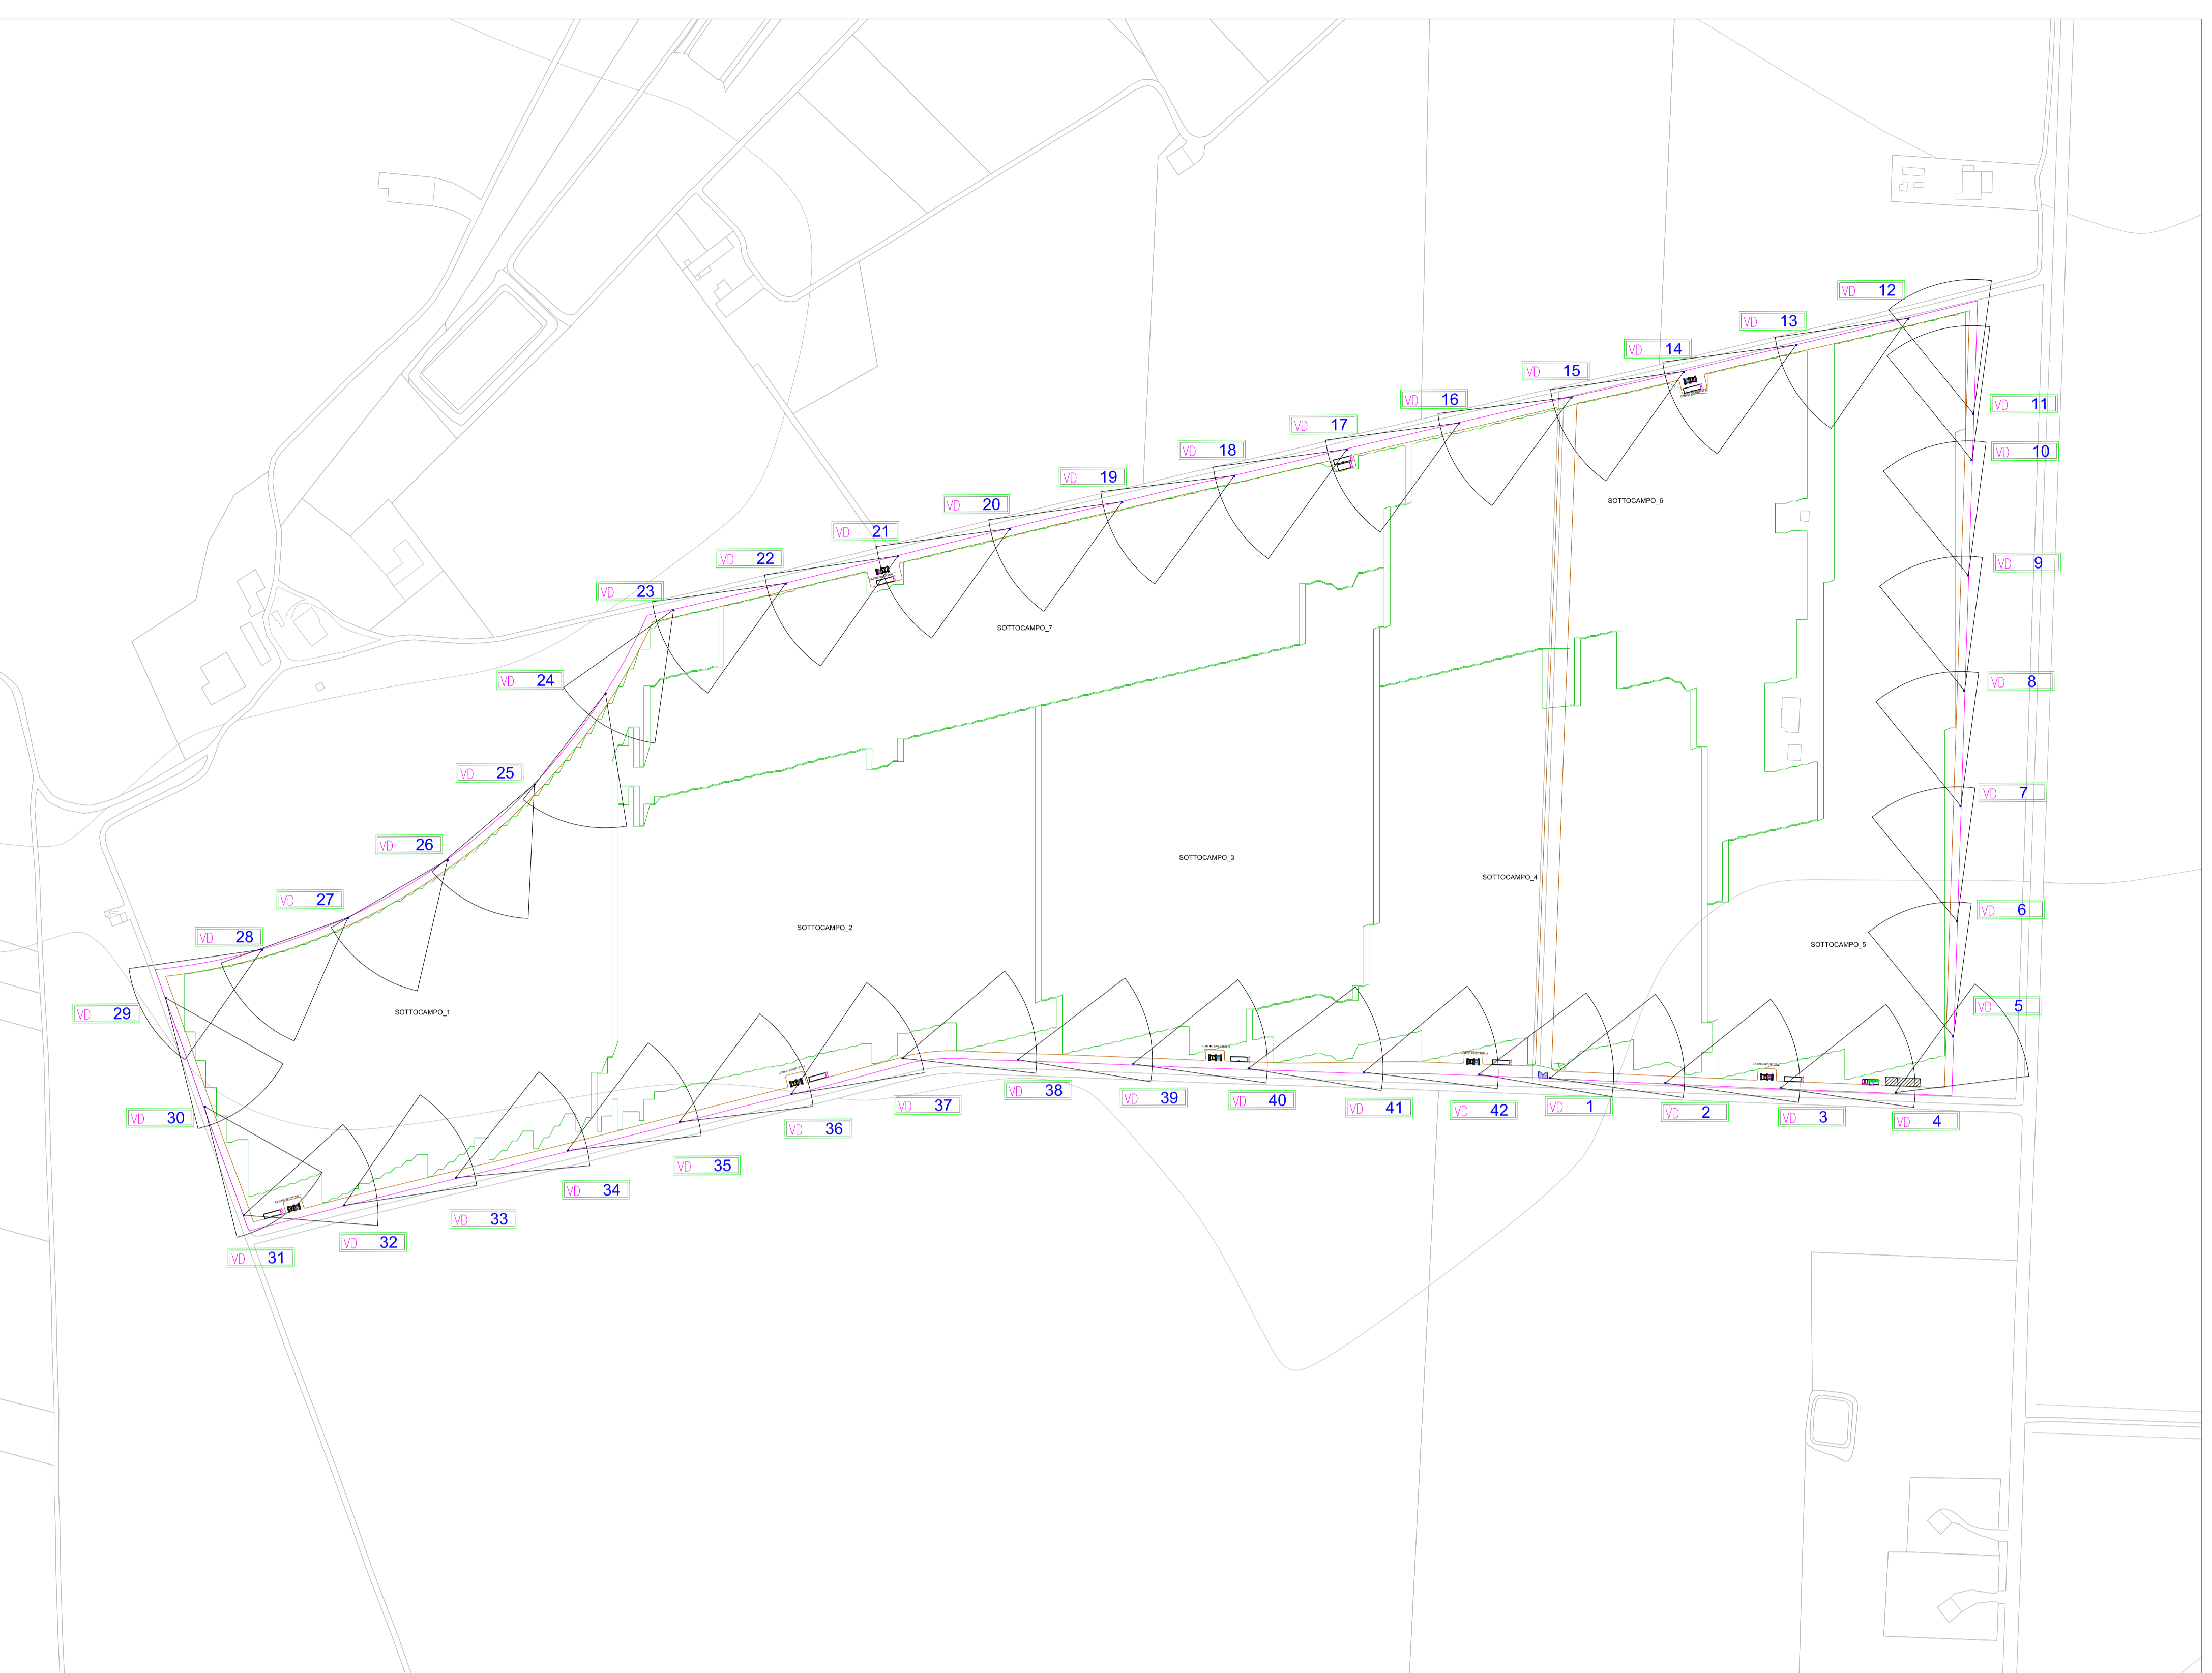 VD 12
VD 13
VD 14
VD 15
VD 16
VD 17
VD 18
VD 19
VD 20
VD 21
VD 22
VD 23
VD 24
VD 25
VD 26
VD 27
VD 28
VD 29
VD 30
VD 31
VD 32
VD 33
VD 34
VD 35
VD 36
VD 37
VD 38
VD 39
VD 40
VD 41
VD 42
VD 1
VD 2
VD 3
VD 4
VD 5
VD 6
VD 7
VD 8
VD 9
VD 10
VD 11
SOTTOCAMPO_6
SOTTOCAMPO_7
SOTTOCAMPO_3
SOTTOCAMPO_4
SOTTOCAMPO_2
SOTTOCAMPO_5
SOTTOCAMPO_1